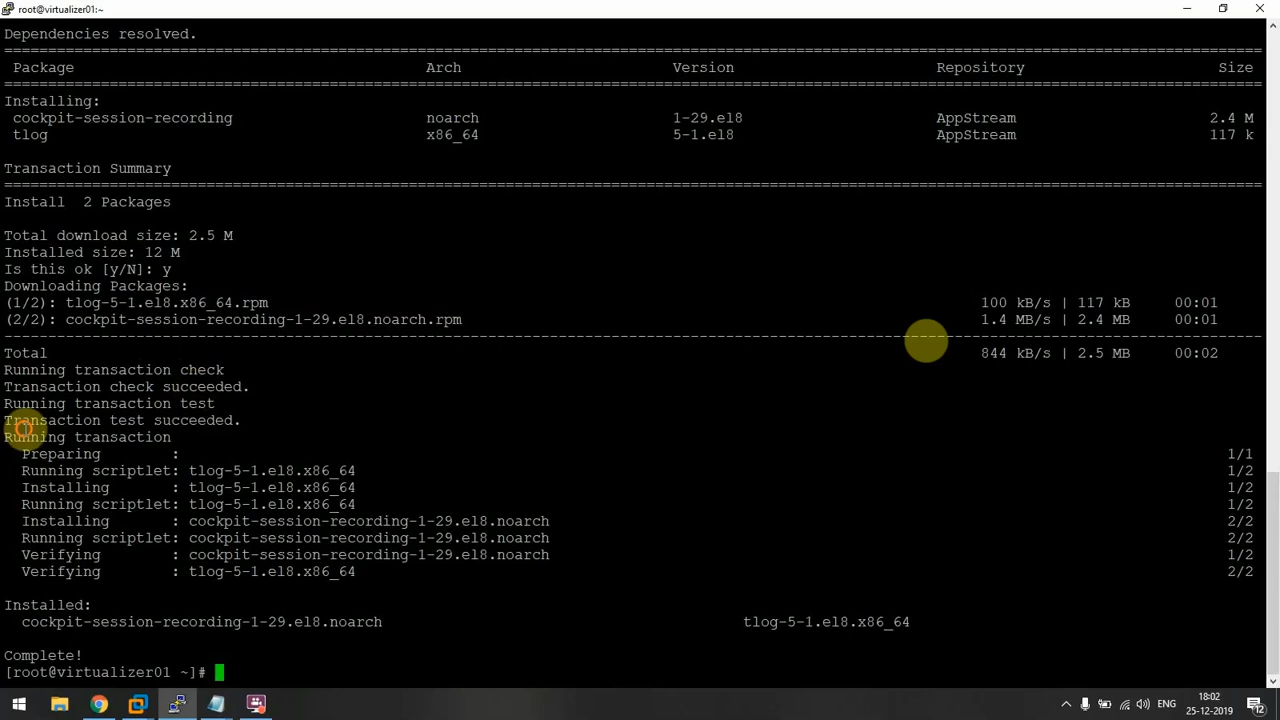 root@virtualizer01:~
Dependencies resolved.
================================================================================
Package Arch Version Repository Size
================================================================================
Installing:
cockpit-session-recording noarch 1-29.el8 AppStream 2.4 M
tlog x86_64 5-1.el8 AppStream 117 k
Transaction Summary
================================================================================
Install 2 Packages
Total download size: 2.5 M
Installed size: 12 M
Is this ok [y/N]: y
Downloading Packages:
(1/2): tlog-5-1.el8.x86_64.rpm 100 kB/s | 117 kB 00:01
(2/2): cockpit-session-recording-1-29.el8.noarch.rpm 1.4 MB/s | 2.4 MB 00:01
--------------------------------------------------------------------------------
Total 844 kB/s | 2.5 MB 00:02
Running transaction check
Transaction check succeeded.
Running transaction test
Transaction test succeeded.
Running transaction
Preparing : 1/1
Running scriptlet: tlog-5-1.el8.x86_64 1/2
Installing : tlog-5-1.el8.x86_64 1/2
Running scriptlet: tlog-5-1.el8.x86_64 1/2
Installing : cockpit-session-recording-1-29.el8.noarch 2/2
Running scriptlet: cockpit-session-recording-1-29.el8.noarch 2/2
Verifying : cockpit-session-recording-1-29.el8.noarch 1/2
Verifying : tlog-5-1.el8.x86_64 2/2
Installed:
cockpit-session-recording-1-29.el8.noarch tlog-5-1.el8.x86_64
Complete!
[root@virtualizer01 ~]#
ENG 18:02
25-12-2019 12